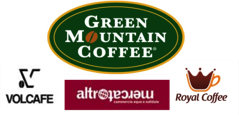 GREEN
MOUNTAIN
COFFEE®
VOLCAFE
altromercato
commercio equo e solidale
Royal Coffee